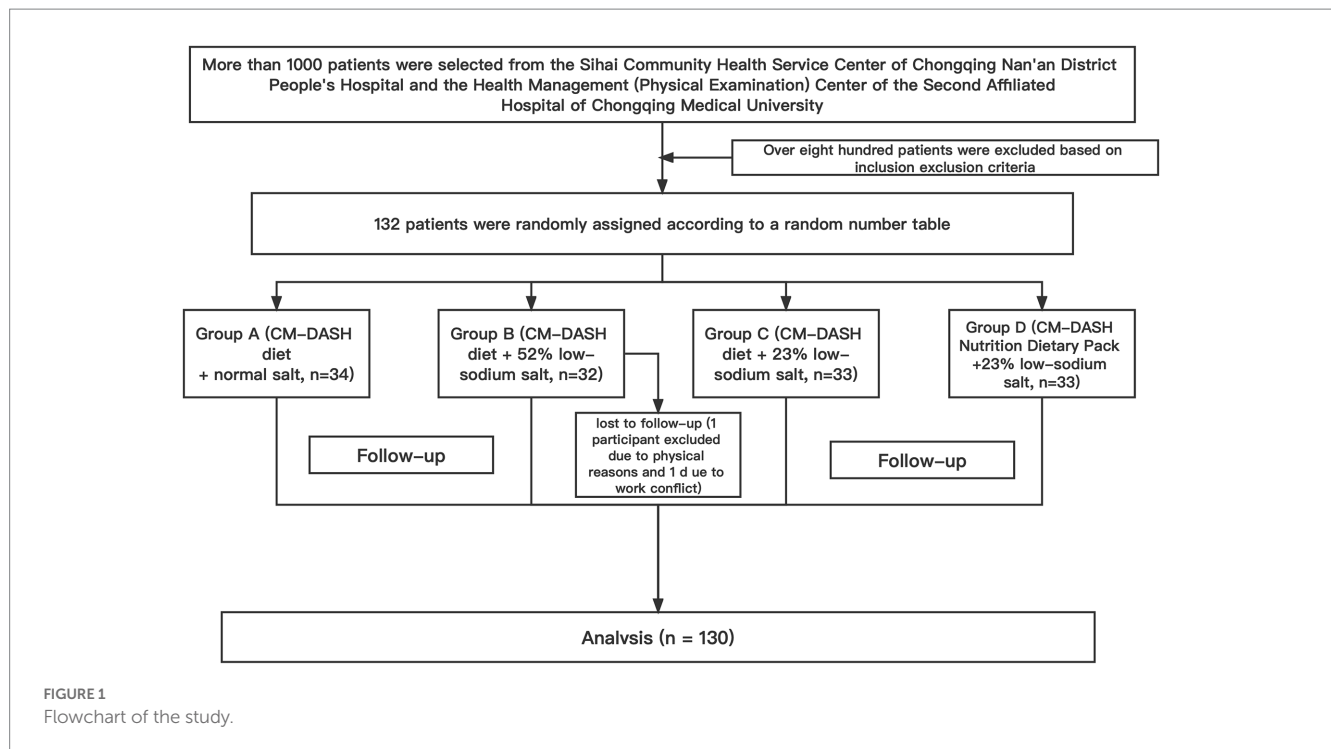 More than 1000 patients were selected from the Sihai Community Health Service Center of Chongqing Nan'an District
People's Hospital and the Health Management (Physical Examination) Center of the Second Affiliated
Hospital of Chongqing Medical University
Over eight hundred patients were excluded based on
inclusion exclusion criteria
132 patients were randomly assigned according to a random number table
Group A (CM–DASH
diet
+ normal salt, n=34)
Group B (CM–DASH
diet + 52% low–
sodium salt, n=32)
Group C (CM–DASH
diet + 23% low–
sodium salt, n=33)
Group D (CM–DASH
Nutrition Dietary Pack
+23% low–sodium
salt, n=33)
lost to follow–up (1
participant excluded
due to physical
reasons and 1 d ue to
work conflict)
Follow–up
Follow–up
Analvsis (n = 130)
FIGURE 1
Flowchart of the study.